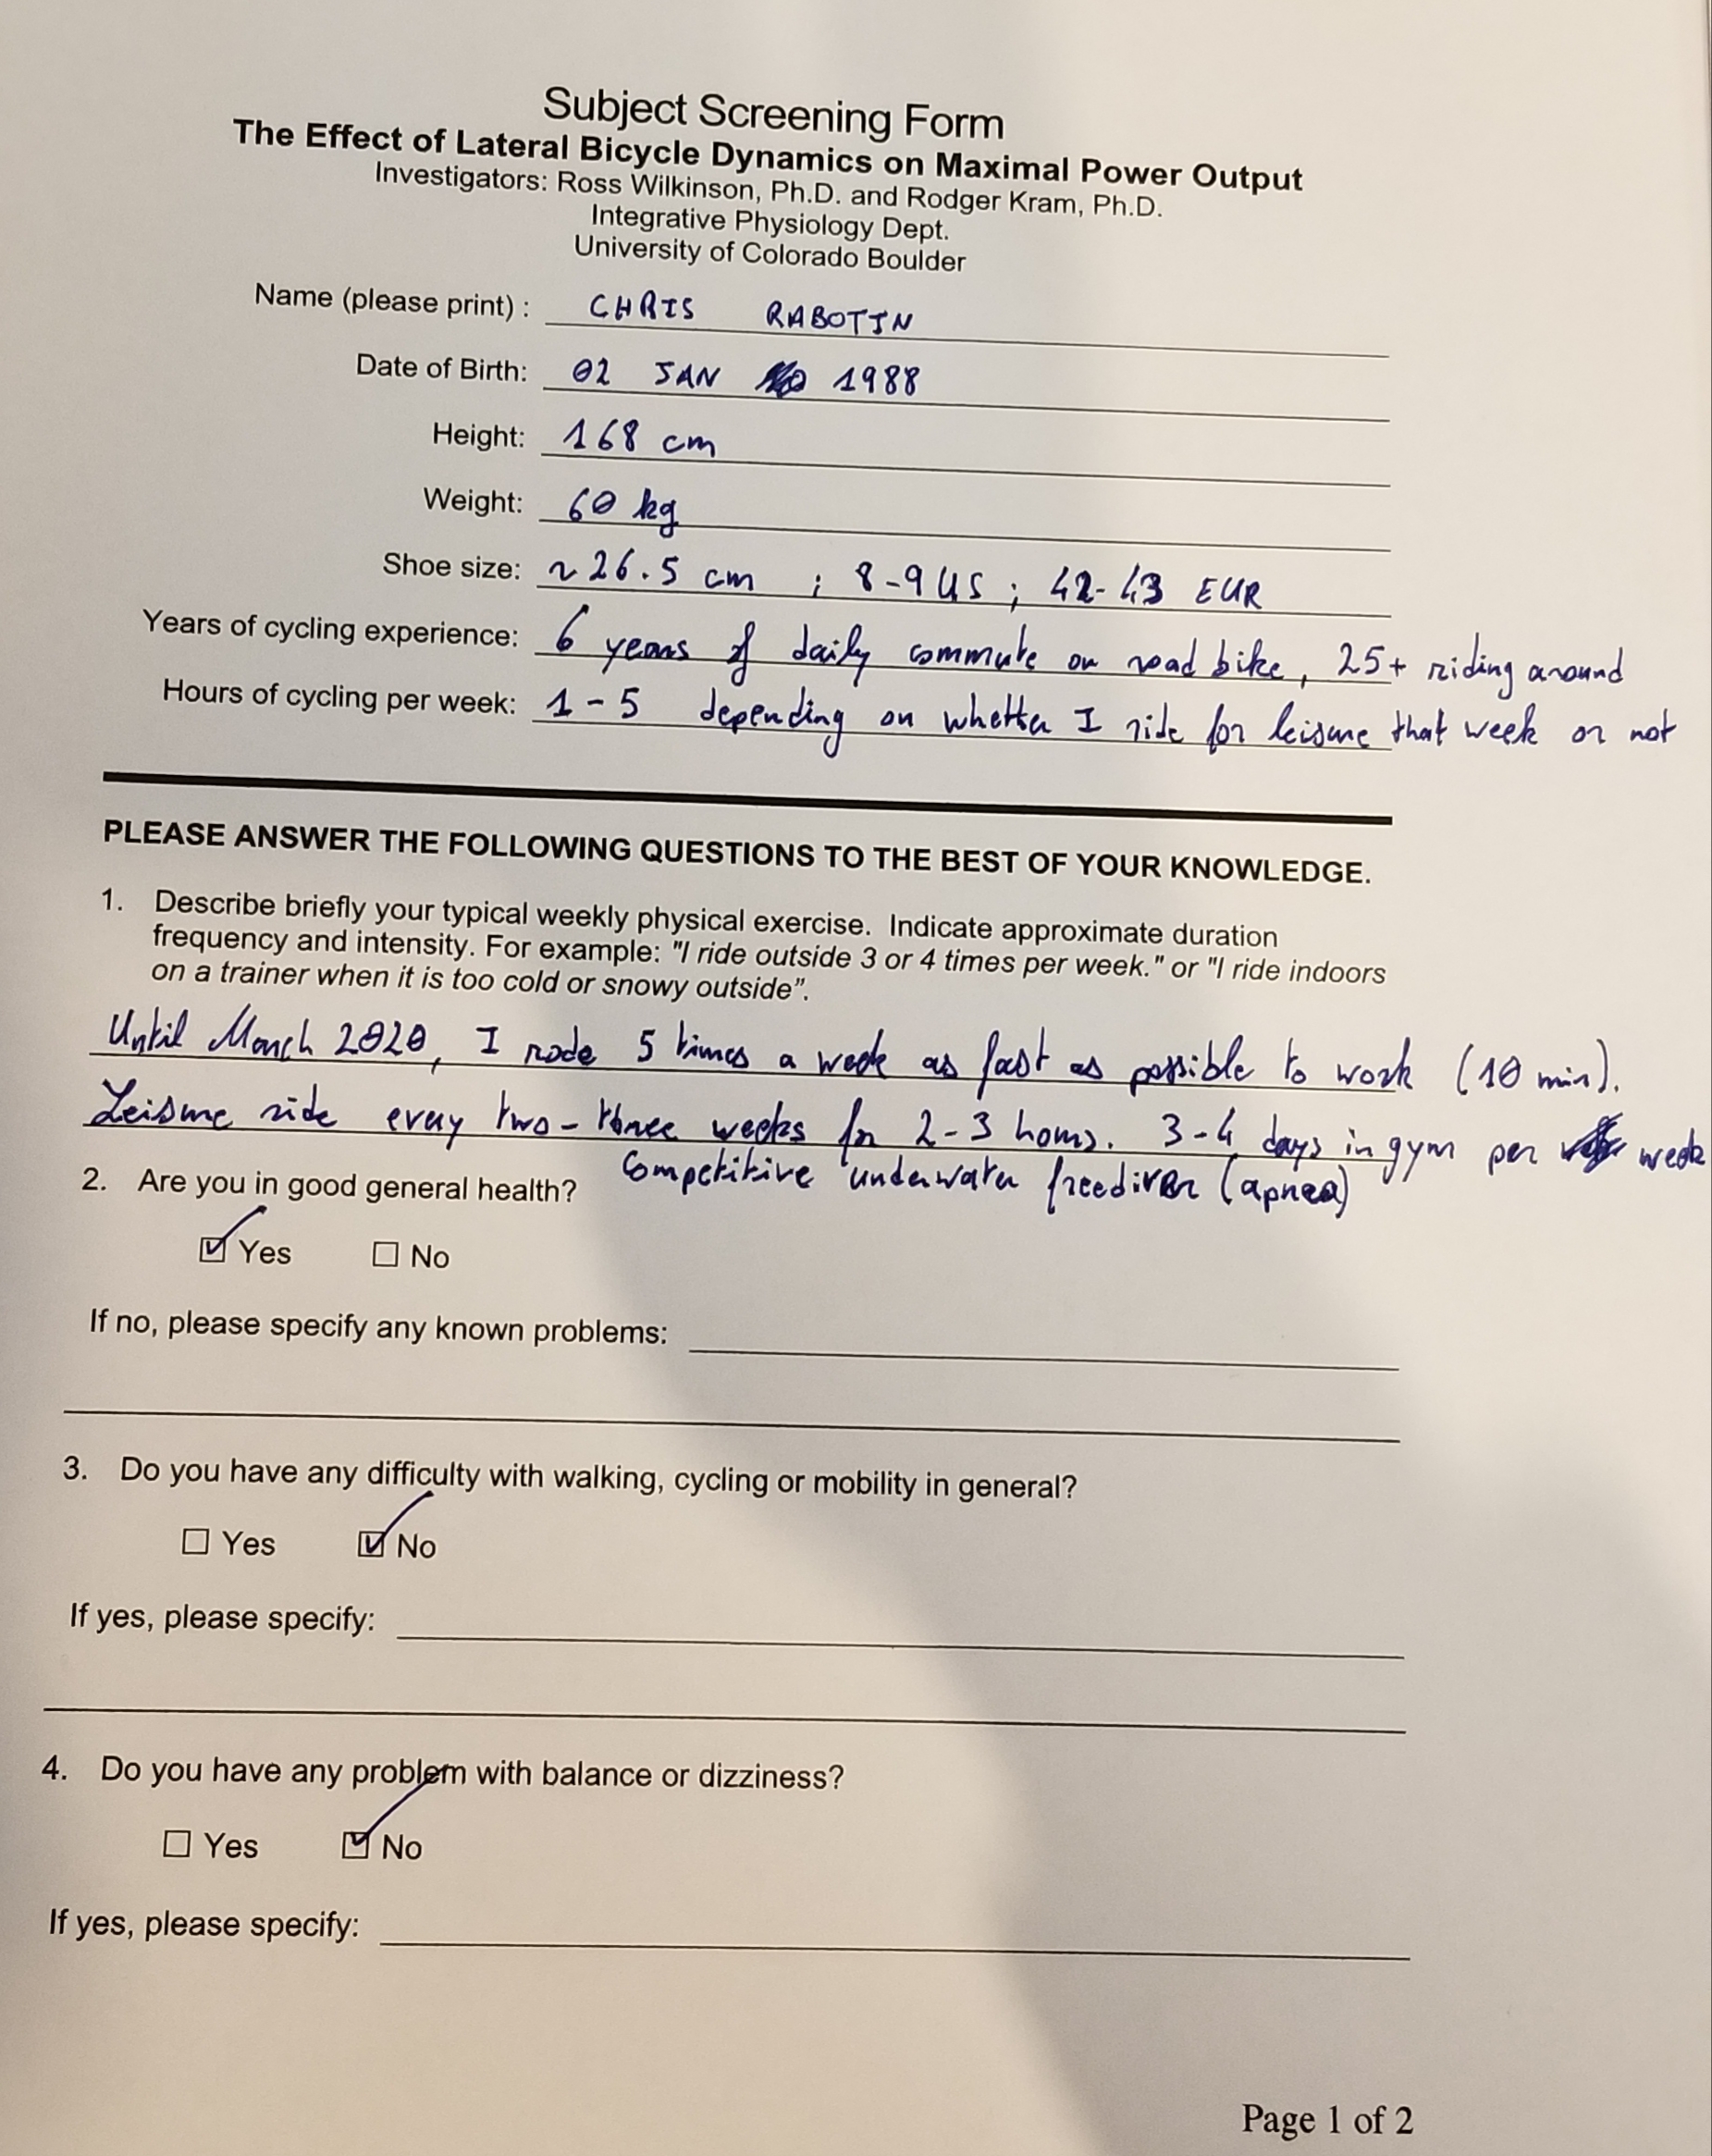 Subject Screening Form
The Effect of Lateral Bicycle Dynamics on Maximal Power Output
Investigators: Ross Wilkinson, Ph.D. and Rodger Kram, Ph.D.
Integrative Physiology Dept.
University of Colorado Boulder
Name (please print) : CHRIS RABOTIN
Date of Birth: 02 JAN 1988
Height: 168 cm
Weight: 60 kg
Shoe size: ~26.5 cm ; 8-9 US ; 42-43 EUR
Years of cycling experience: 6 years of daily commute on road bike, 25+ riding around
Hours of cycling per week: 1-5 depending on whether I ride for leisure that week or not
PLEASE ANSWER THE FOLLOWING QUESTIONS TO THE BEST OF YOUR KNOWLEDGE.
1. Describe briefly your typical weekly physical exercise. Indicate approximate duration
frequency and intensity. For example: "I ride outside 3 or 4 times per week." or "I ride indoors
on a trainer when it is too cold or snowy outside”.
Until March 2020, I rode 5 times a week as fast as possible to work (10 min).
Leisure ride every two-three weeks for 2-3 hours. 3-4 days in gym per week
Competitive underwater freediver (apnea)
2. Are you in good general health?
☑ Yes ☐ No
If no, please specify any known problems:
3. Do you have any difficulty with walking, cycling or mobility in general?
☐ Yes ☑ No
If yes, please specify:
4. Do you have any problem with balance or dizziness?
☐ Yes ☑ No
If yes, please specify:
Page 1 of 2